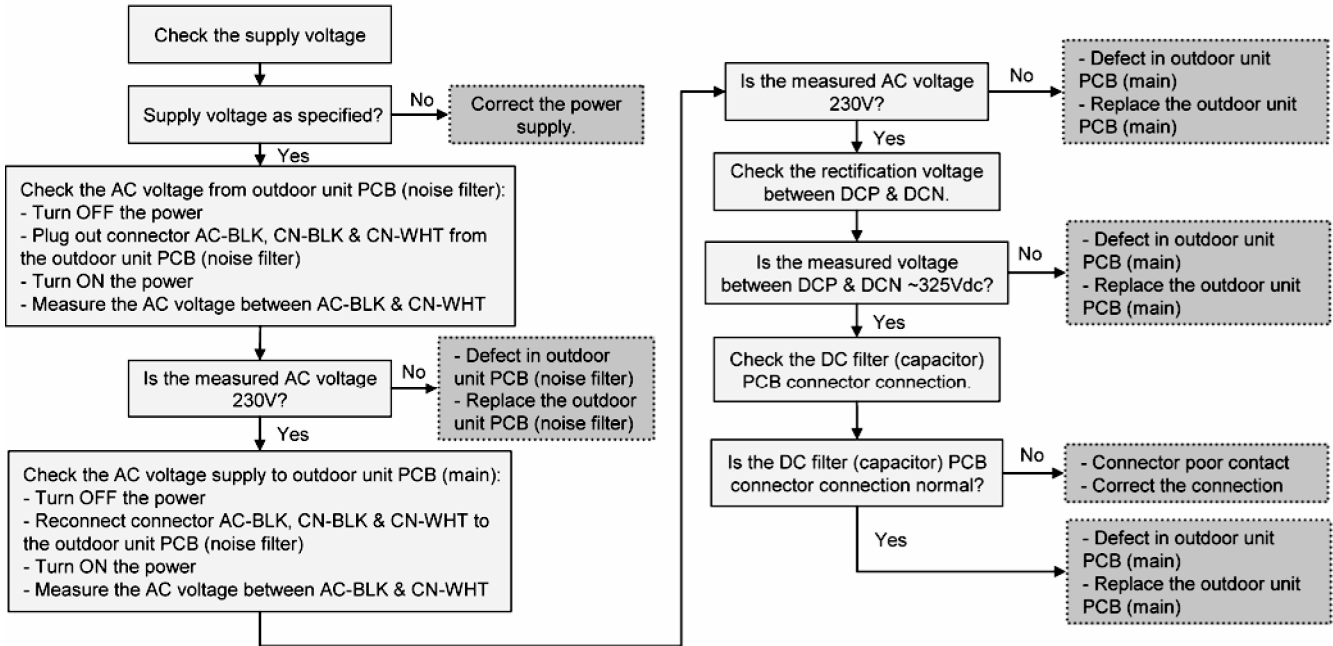 Check the supply voltage
Supply voltage as specified?
No
Correct the power
supply.
Yes
Check the AC voltage from outdoor unit PCB (noise filter):
- Turn OFF the power
- Plug out connector AC-BLK, CN-BLK & CN-WHT from
the outdoor unit PCB (noise filter)
- Turn ON the power
- Measure the AC voltage between AC-BLK & CN-WHT
Is the measured AC voltage
230V?
No
- Defect in outdoor
unit PCB (noise filter)
- Replace the outdoor
unit PCB (noise filter)
Yes
Check the AC voltage supply to outdoor unit PCB (main):
- Turn OFF the power
- Reconnect connector AC-BLK, CN-BLK & CN-WHT to
the outdoor unit PCB (noise filter)
- Turn ON the power
- Measure the AC voltage between AC-BLK & CN-WHT
Is the measured AC voltage
230V?
No
- Defect in outdoor unit
PCB (main)
- Replace the outdoor unit
PCB (main)
Yes
Check the rectification voltage
between DCP & DCN.
Is the measured voltage
between DCP & DCN ~325Vdc?
No
- Defect in outdoor unit
PCB (main)
- Replace the outdoor unit
PCB (main)
Yes
Check the DC filter (capacitor)
PCB connector connection.
Is the DC filter (capacitor) PCB
connector connection normal?
No
- Connector poor contact
- Correct the connection
Yes
- Defect in outdoor unit
PCB (main)
- Replace the outdoor unit
PCB (main)